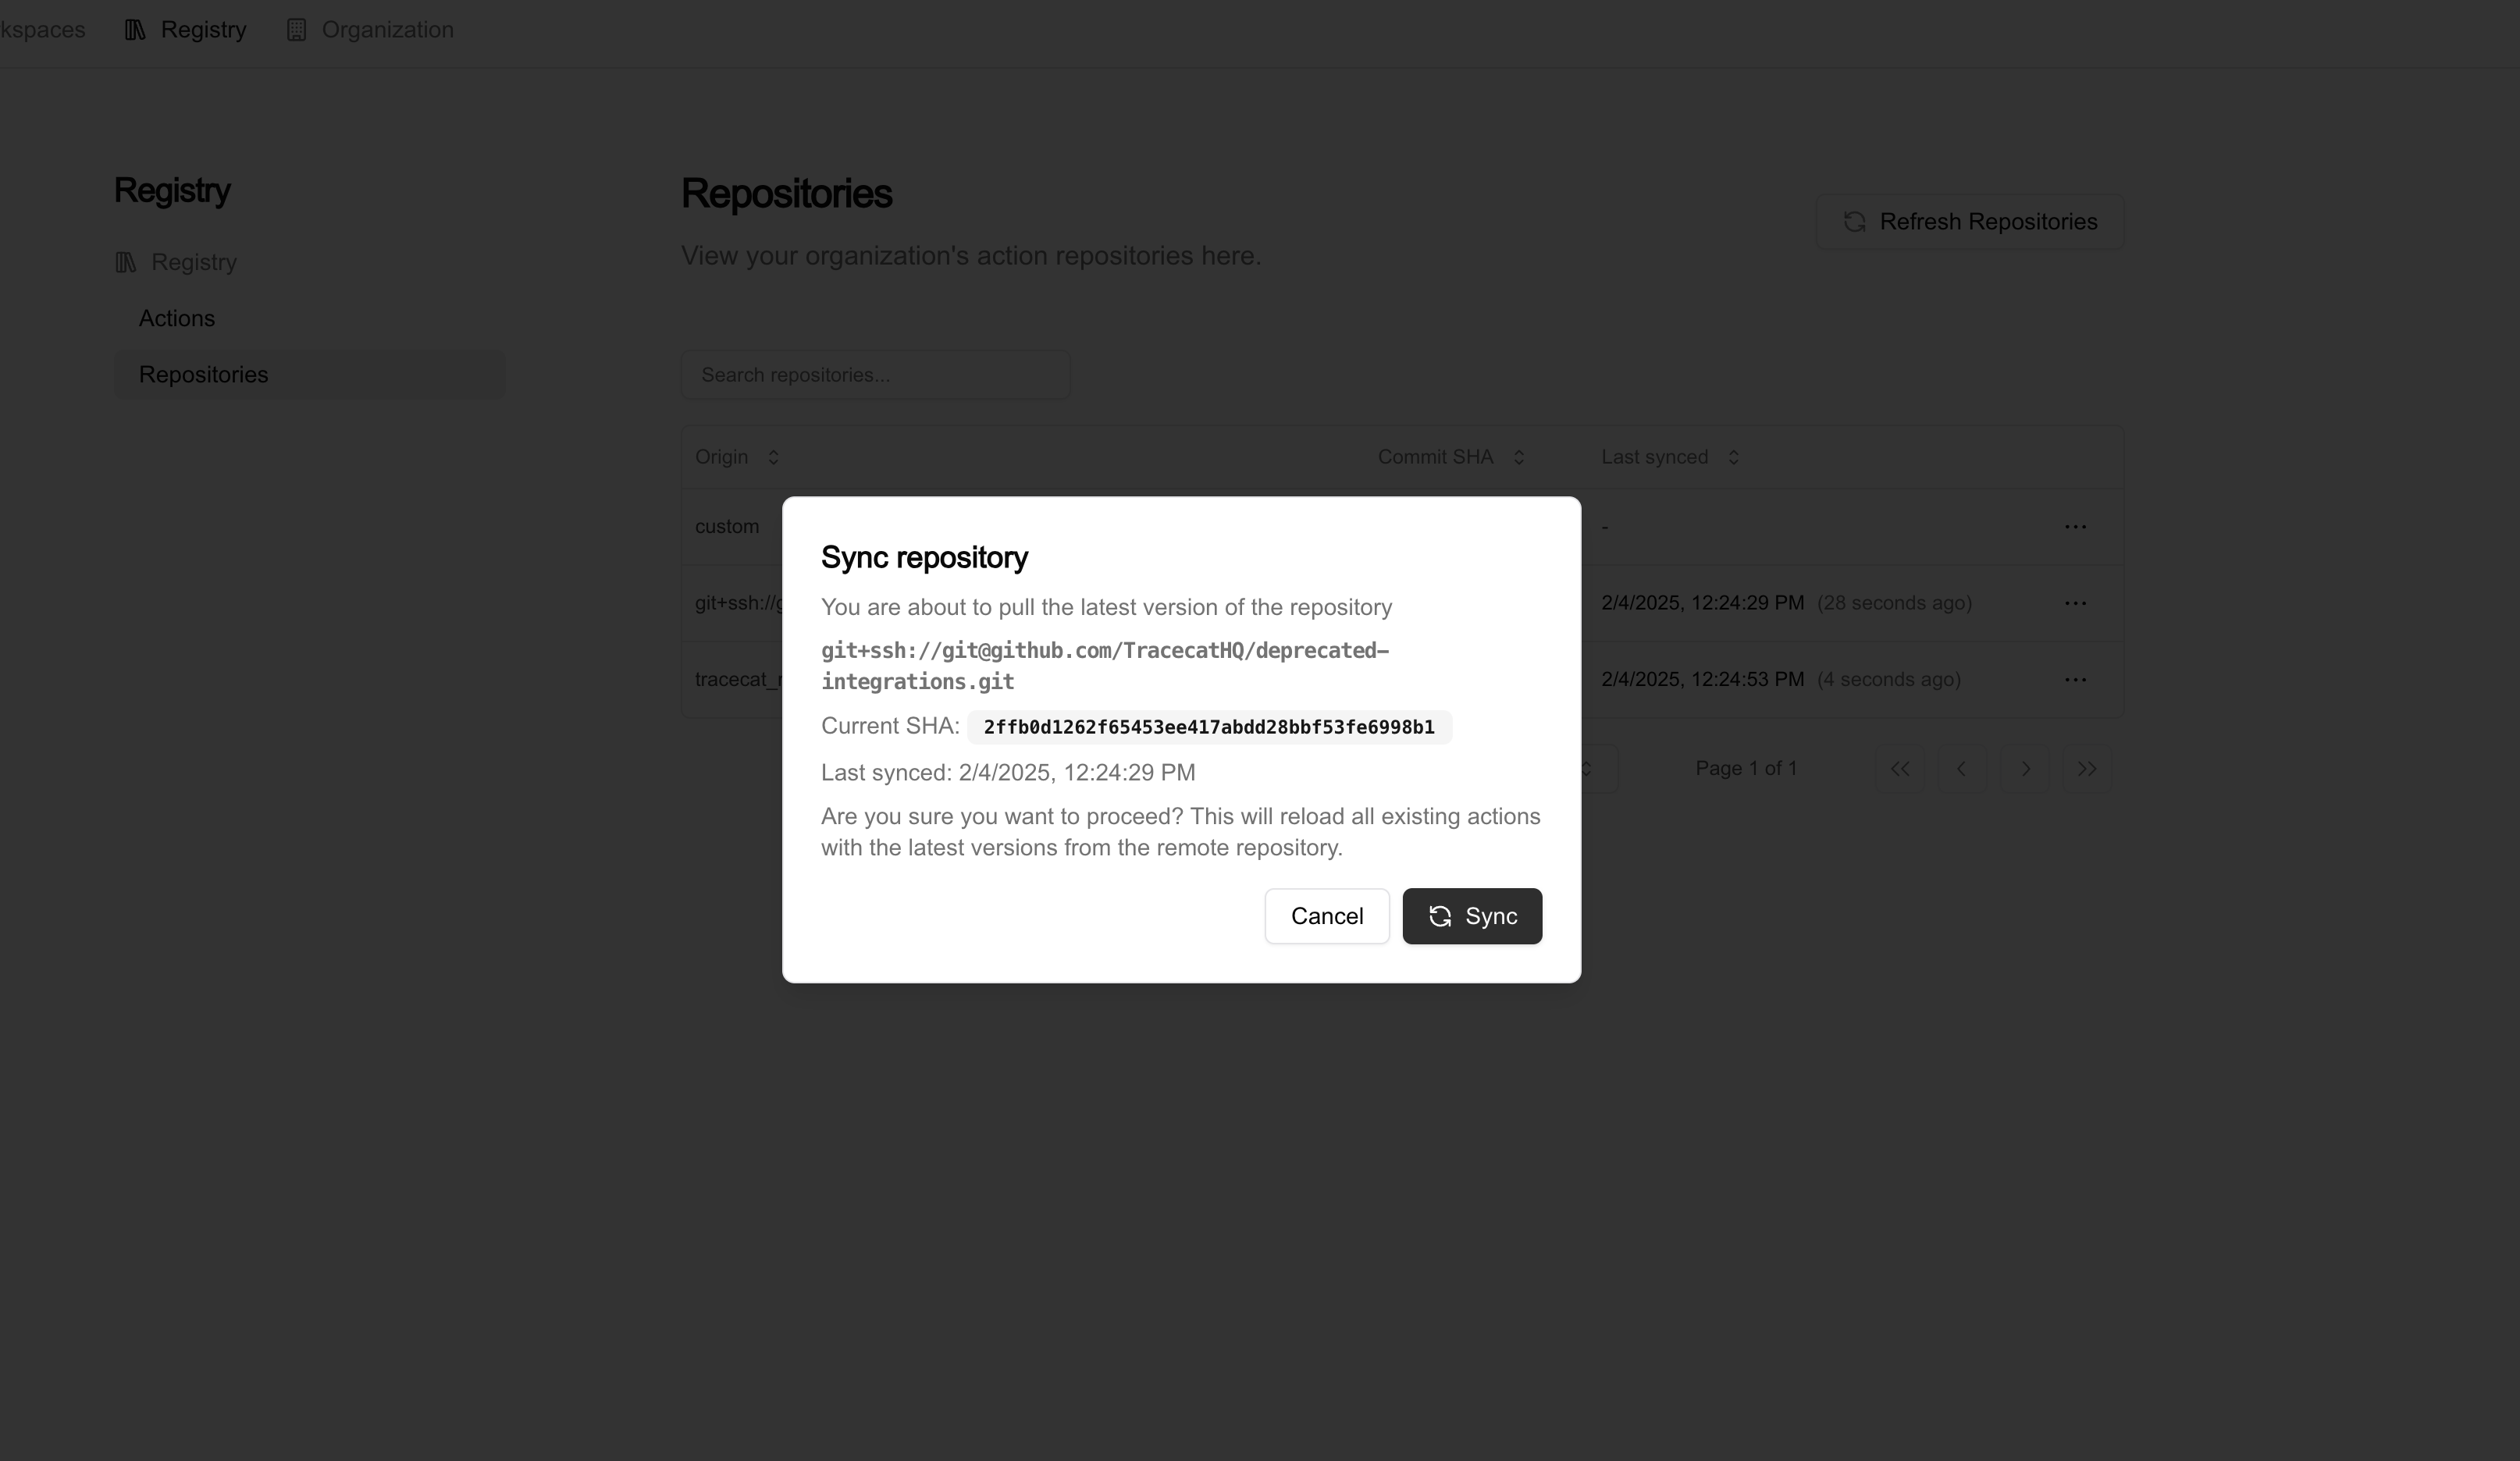 Registry
Organization
Registry
Registry
Actions
Repositories
Repositories
View your organization's action repositories here.
Refresh Repositories
Search repositories...
Origin
Commit SHA
Last synced
custom
-
git+ssh://
2/4/2025, 12:24:29 PM (28 seconds ago)
2/4/2025, 12:24:53 PM (4 seconds ago)
Page 1 of 1
Sync repository
You are about to pull the latest version of the repository
git+ssh://git@github.com/TracecatHQ/deprecated-
integrations.git
Current SHA: 2ffb0d1262f65453ee417abdd28bbf53fe6998b1
Last synced: 2/4/2025, 12:24:29 PM
Are you sure you want to proceed? This will reload all existing actions
with the latest versions from the remote repository.
Cancel
Sync